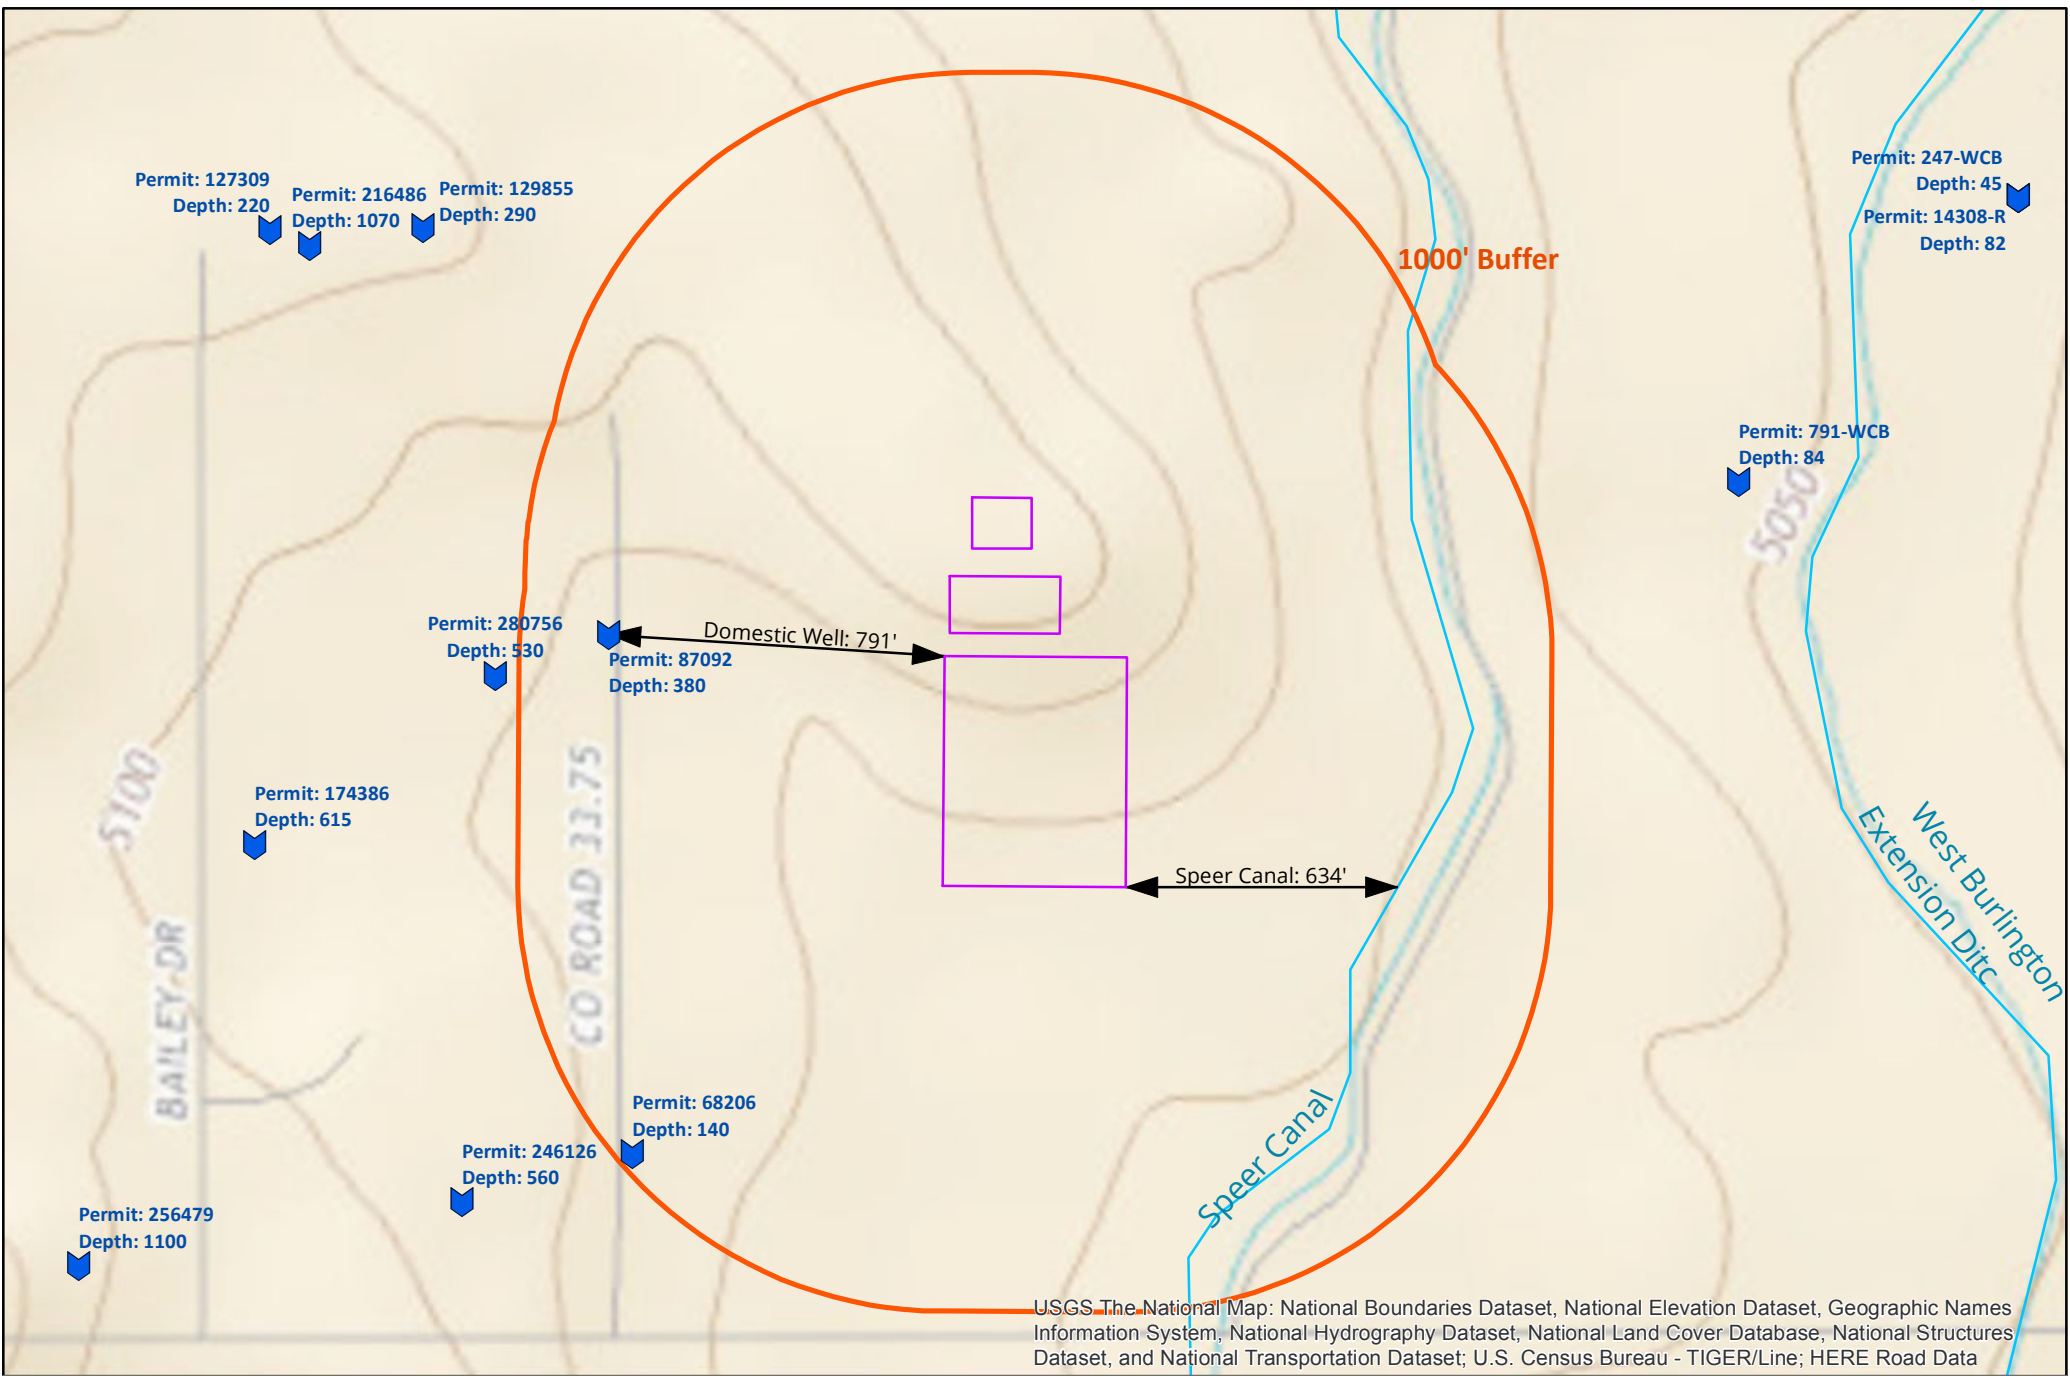 Permit: 127309
Depth: 220
Permit: 216486
Depth: 1070
Permit: 129855
Depth: 290
Permit: 247-WCB
Depth: 45
Permit: 14308-R
Depth: 82
1000' Buffer
Permit: 791-WCB
Depth: 84
5050
Permit: 280756
Depth: 530
Domestic Well: 791'
Permit: 87092
Depth: 380
5100
Permit: 174386
Depth: 615
CO ROAD 33.75
Speer Canal: 634'
West Burlington
Extension Ditc
BAILEY DR
Permit: 68206
Depth: 140
Permit: 246126
Depth: 560
Speer Canal
Permit: 256479
Depth: 1100
USGS The National Map: National Boundaries Dataset, National Elevation Dataset, Geographic Names
Information System, National Hydrography Dataset, National Land Cover Database, National Structures
Dataset, and National Transportation Dataset; U.S. Census Bureau - TIGER/Line; HERE Road Data